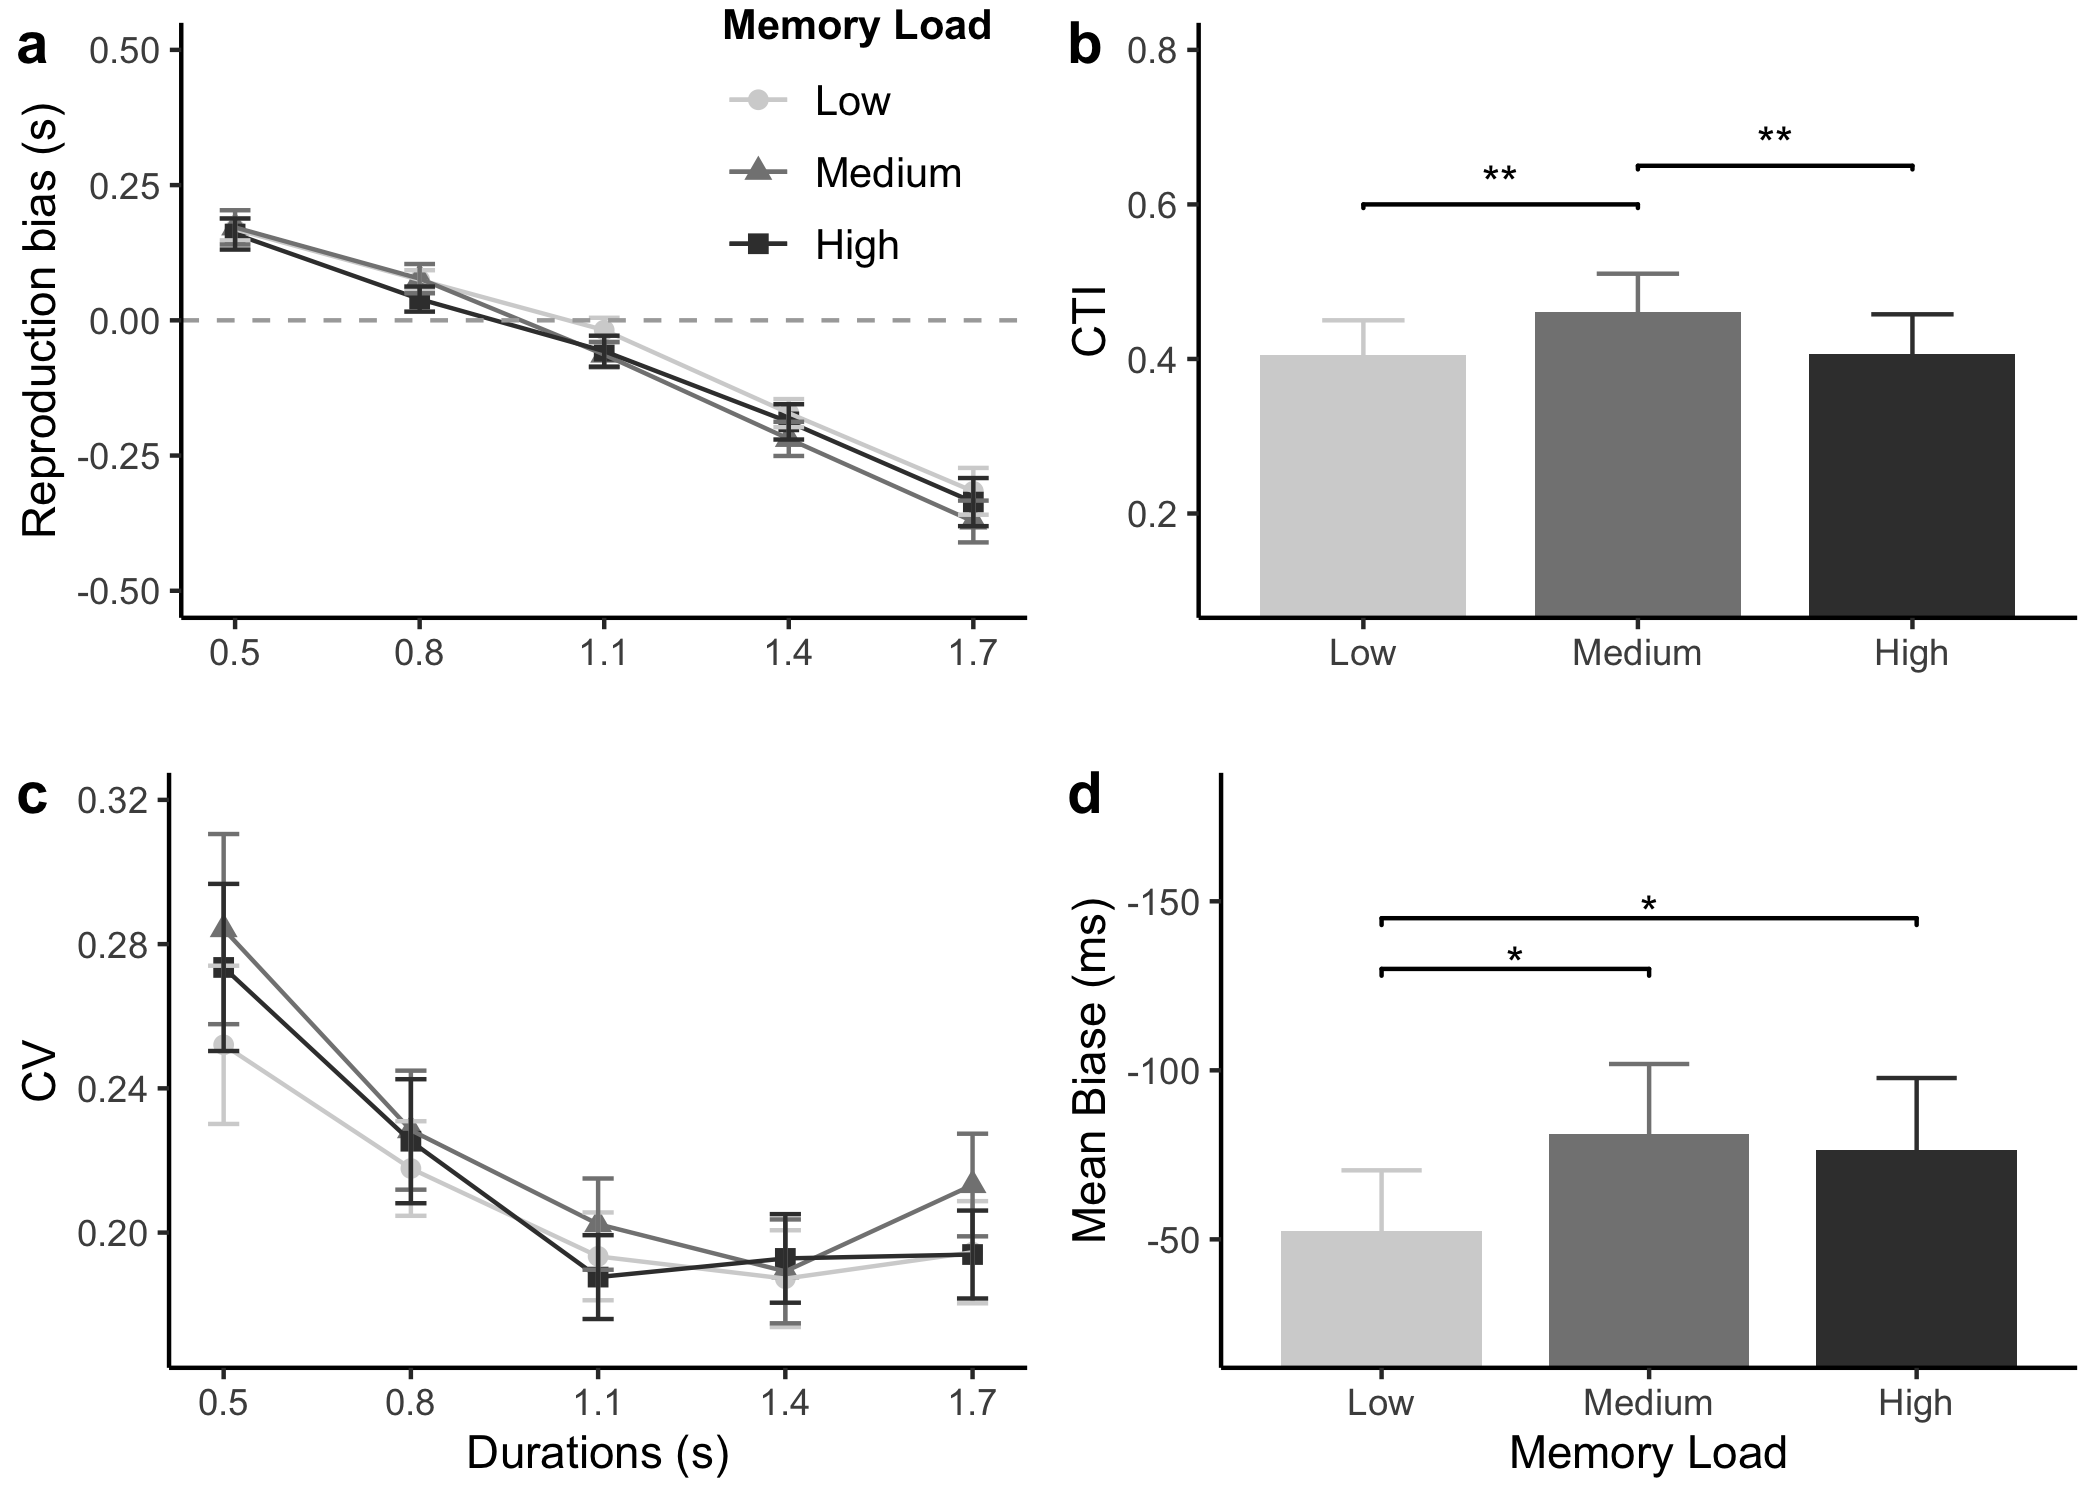 a
Memory Load
Low
Medium
High
Reproduction bias (s)
0.50
0.25
0.00
-0.25
-0.50
0.5 0.8 1.1 1.4 1.7
b
CTI
0.8
0.6
0.4
0.2
**
**
Low Medium High
c
CV
0.32
0.28
0.24
0.20
0.5 0.8 1.1 1.4 1.7
Durations (s)
d
Mean Biase (ms)
-150
-100
-50
*
*
Low Medium High
Memory Load